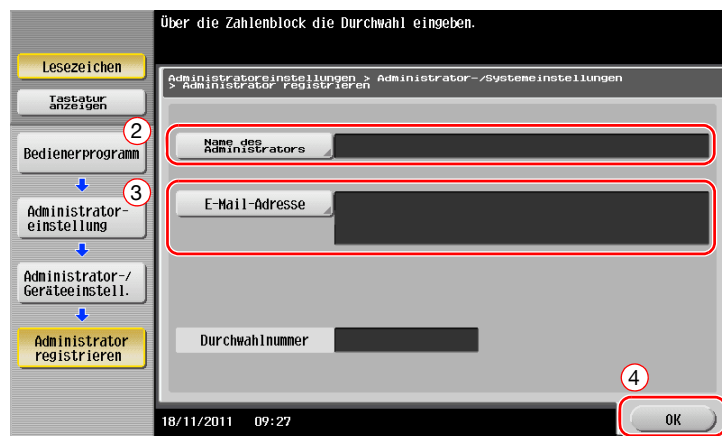 Über die Zahlenblock die Durchwahl eingeben.
Lesezeichen
Tastatur
anzeigen
Bedienerprogramm
Administrator-
einstellung
Administrator-/
Geräteeinstell.
Administrator
registrieren
Administratoreinstellungen > Administrator-/Systemeinstellungen
> Administrator registrieren
2
Name des
Administrators
3
E-Mail-Adresse
Durchwahlnummer
4
OK
18/11/2011 09:27